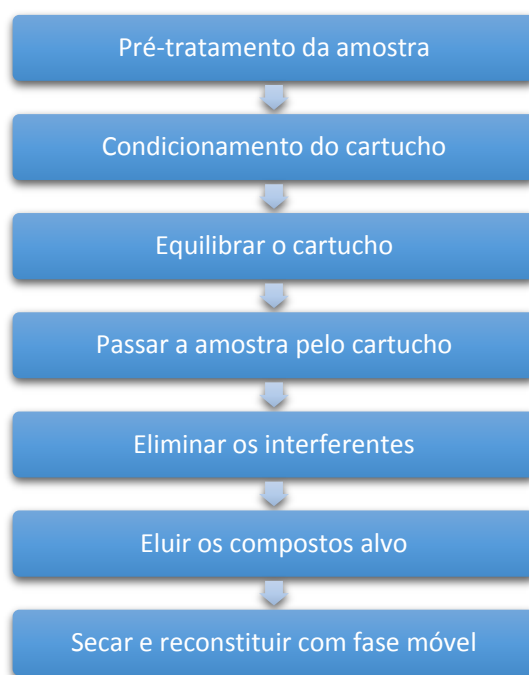 Pré-tratamento da amostra
Condicionamento do cartucho
Equilibrar o cartucho
Passar a amostra pelo cartucho
Eliminar os interferentes
Eluir os compostos alvo
Secar e reconstituir com fase móvel